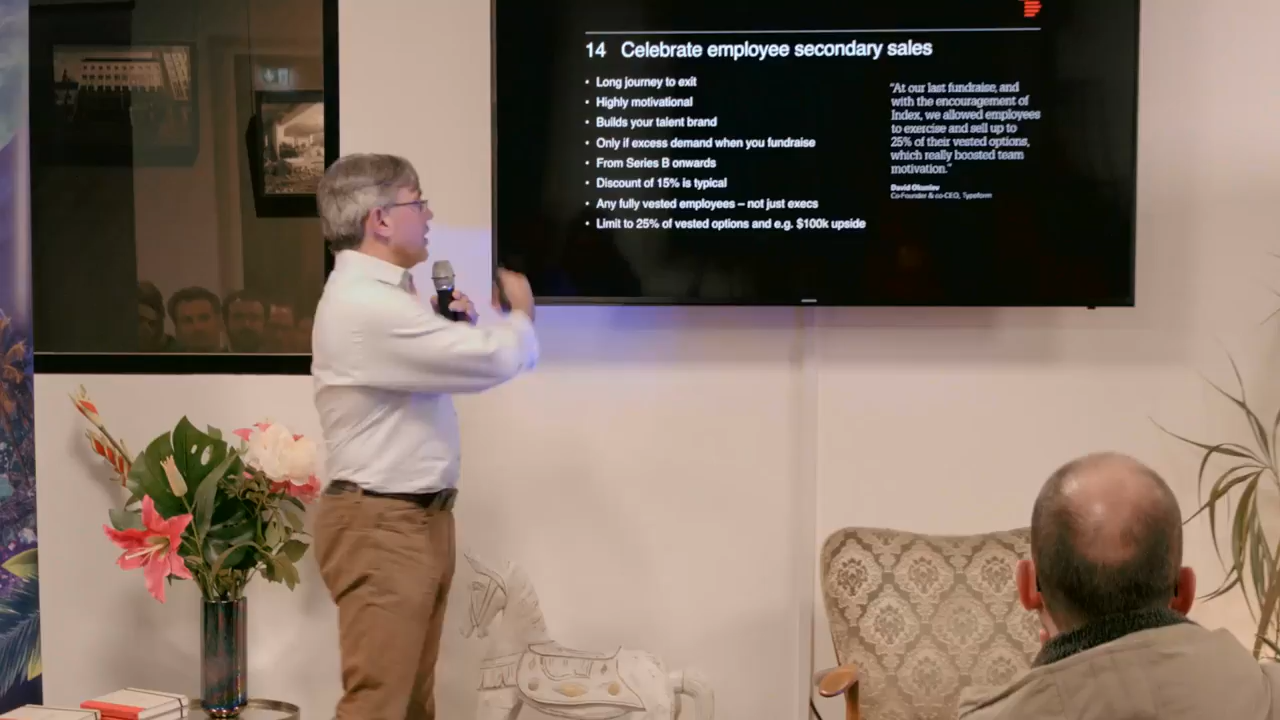 14 Celebrate employee secondary sales
• Long journey to exit
• Highly motivational
• Builds your talent brand
• Only if excess demand when you fundraise
• From Series B onwards
• Discount of 15% is typical
• Any fully vested employees – not just execs
• Limit to 25% of vested options and e.g. $100k upside
"At our last fundraise, and
with the encouragement of
Index, we allowed employees
to exercise and sell up to
25% of their vested options,
which really boosted team
motivation."
David Okuniev
Co-Founder & co-CEO, Typeform